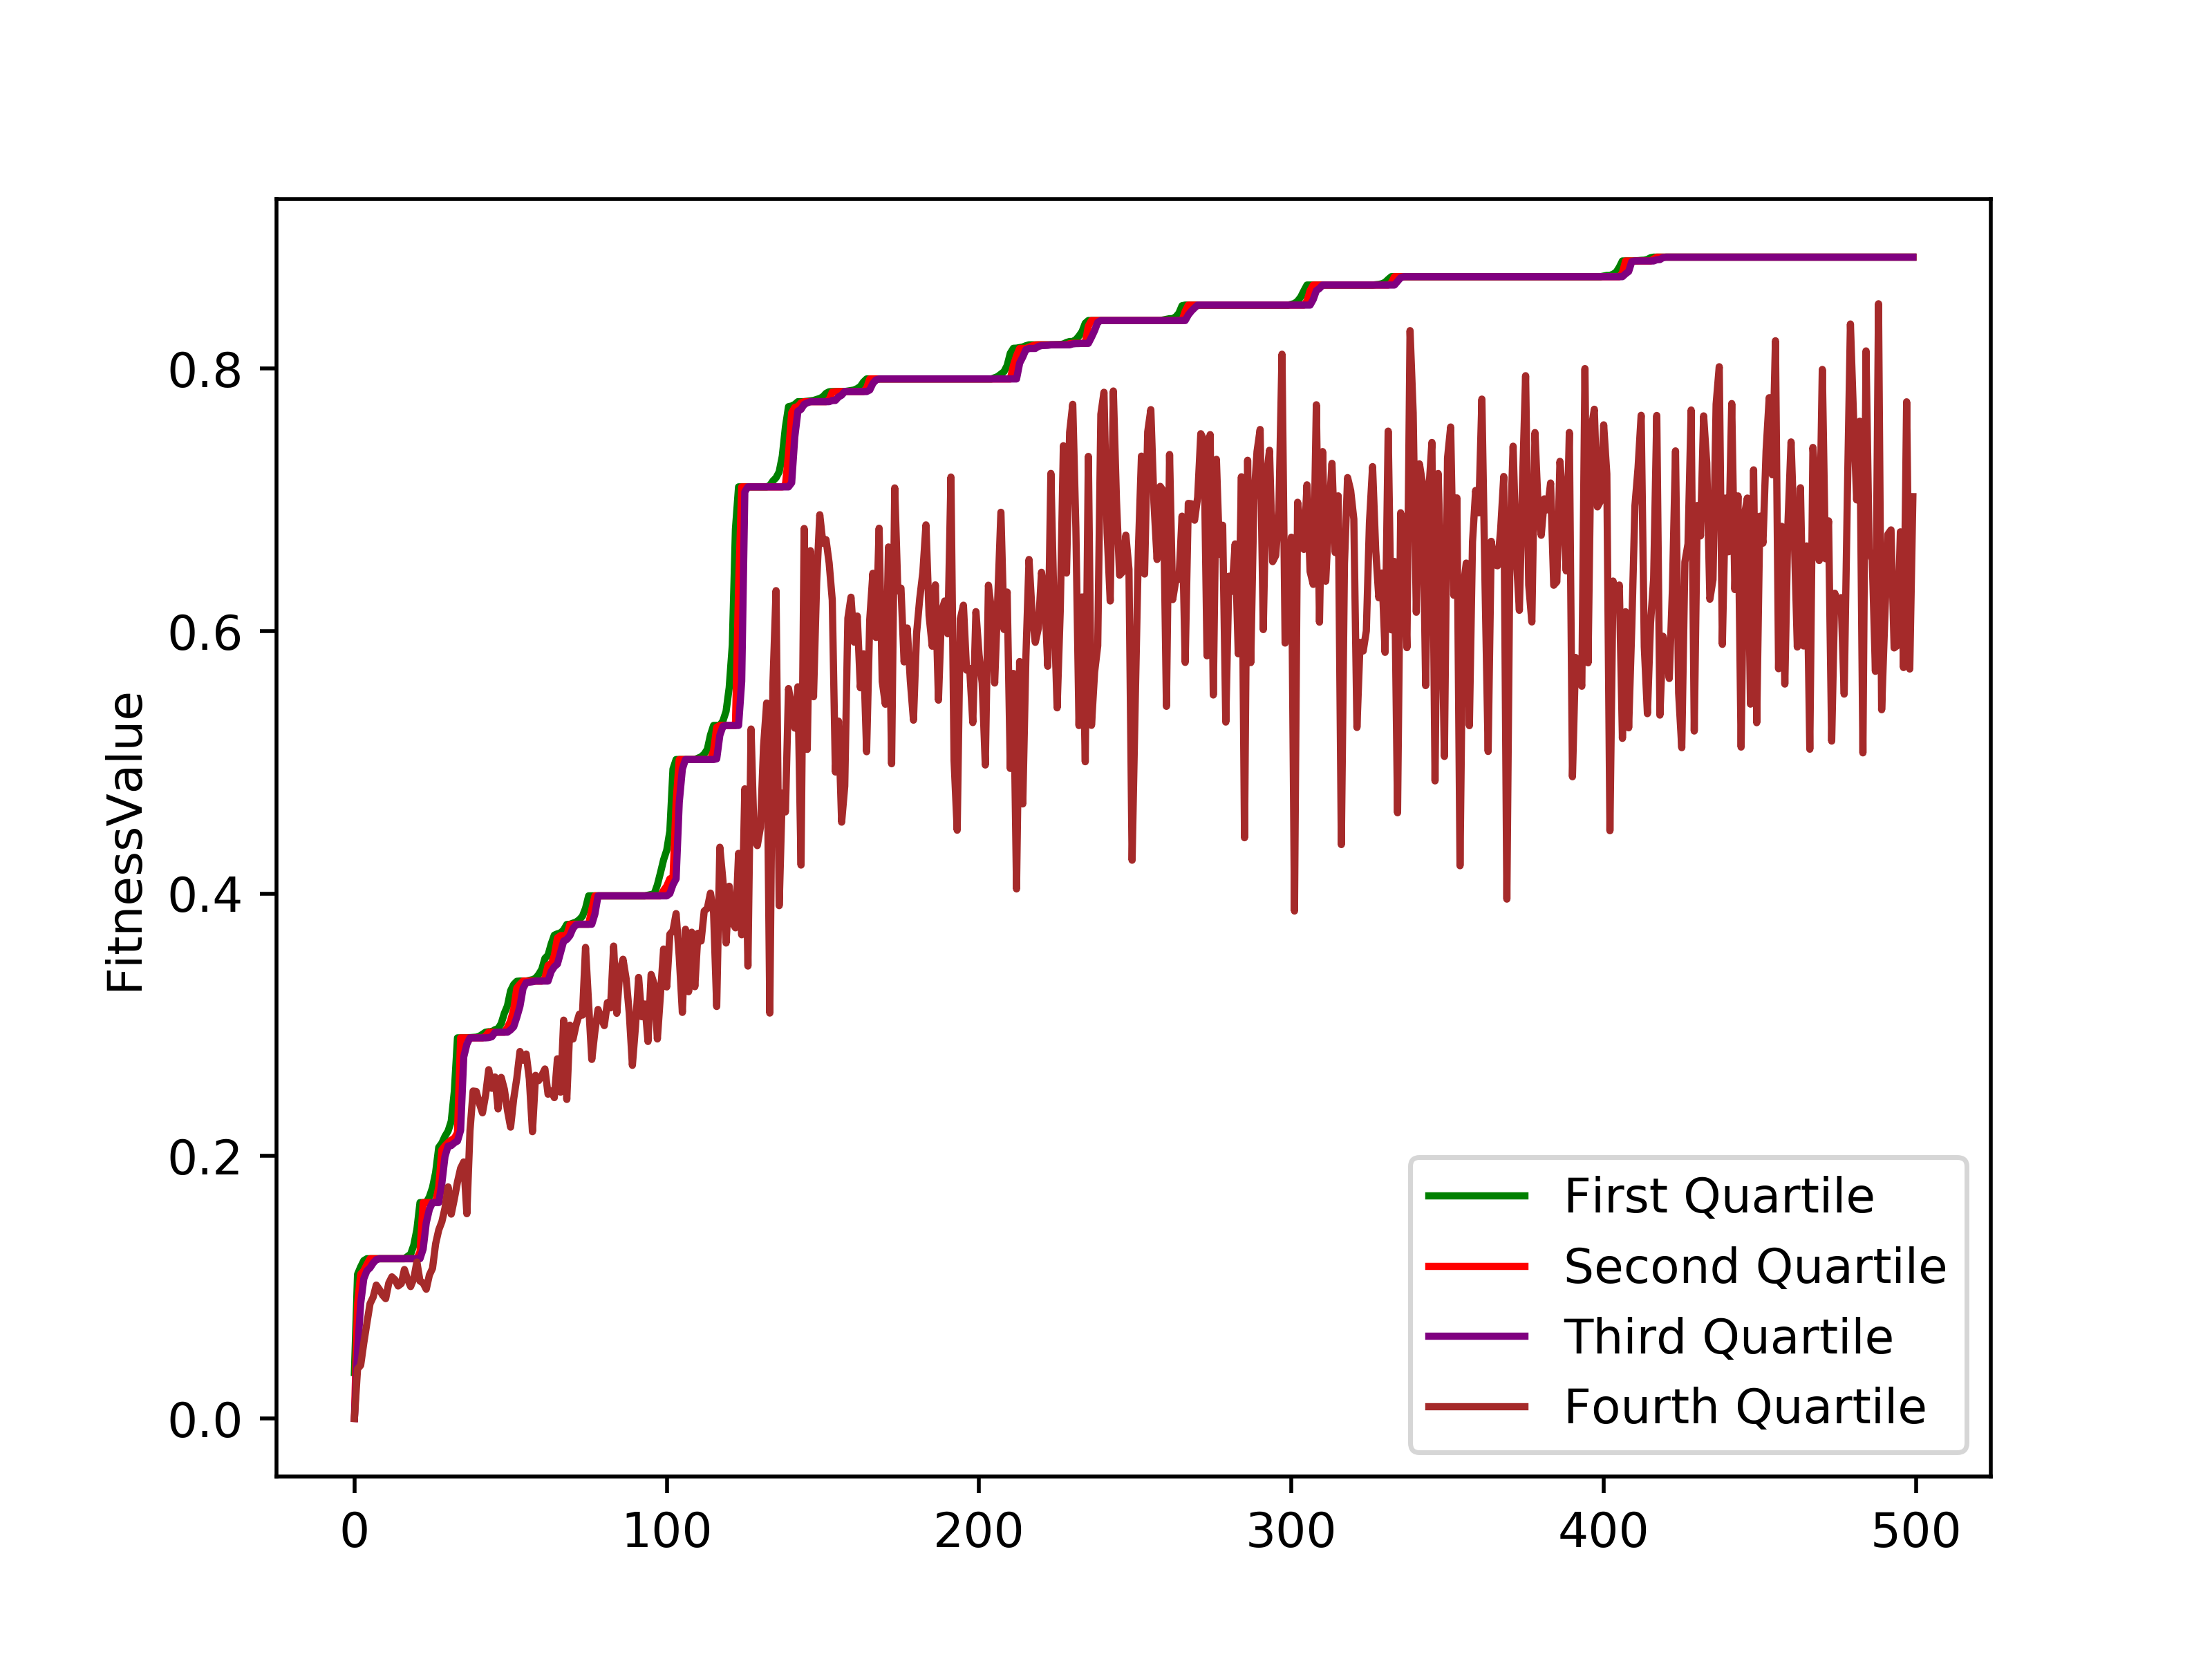 0.8
0.6
0.4
0.2
0.0
FitnessValue
0 100 200 300 400 500
First Quartile
Second Quartile
Third Quartile
Fourth Quartile